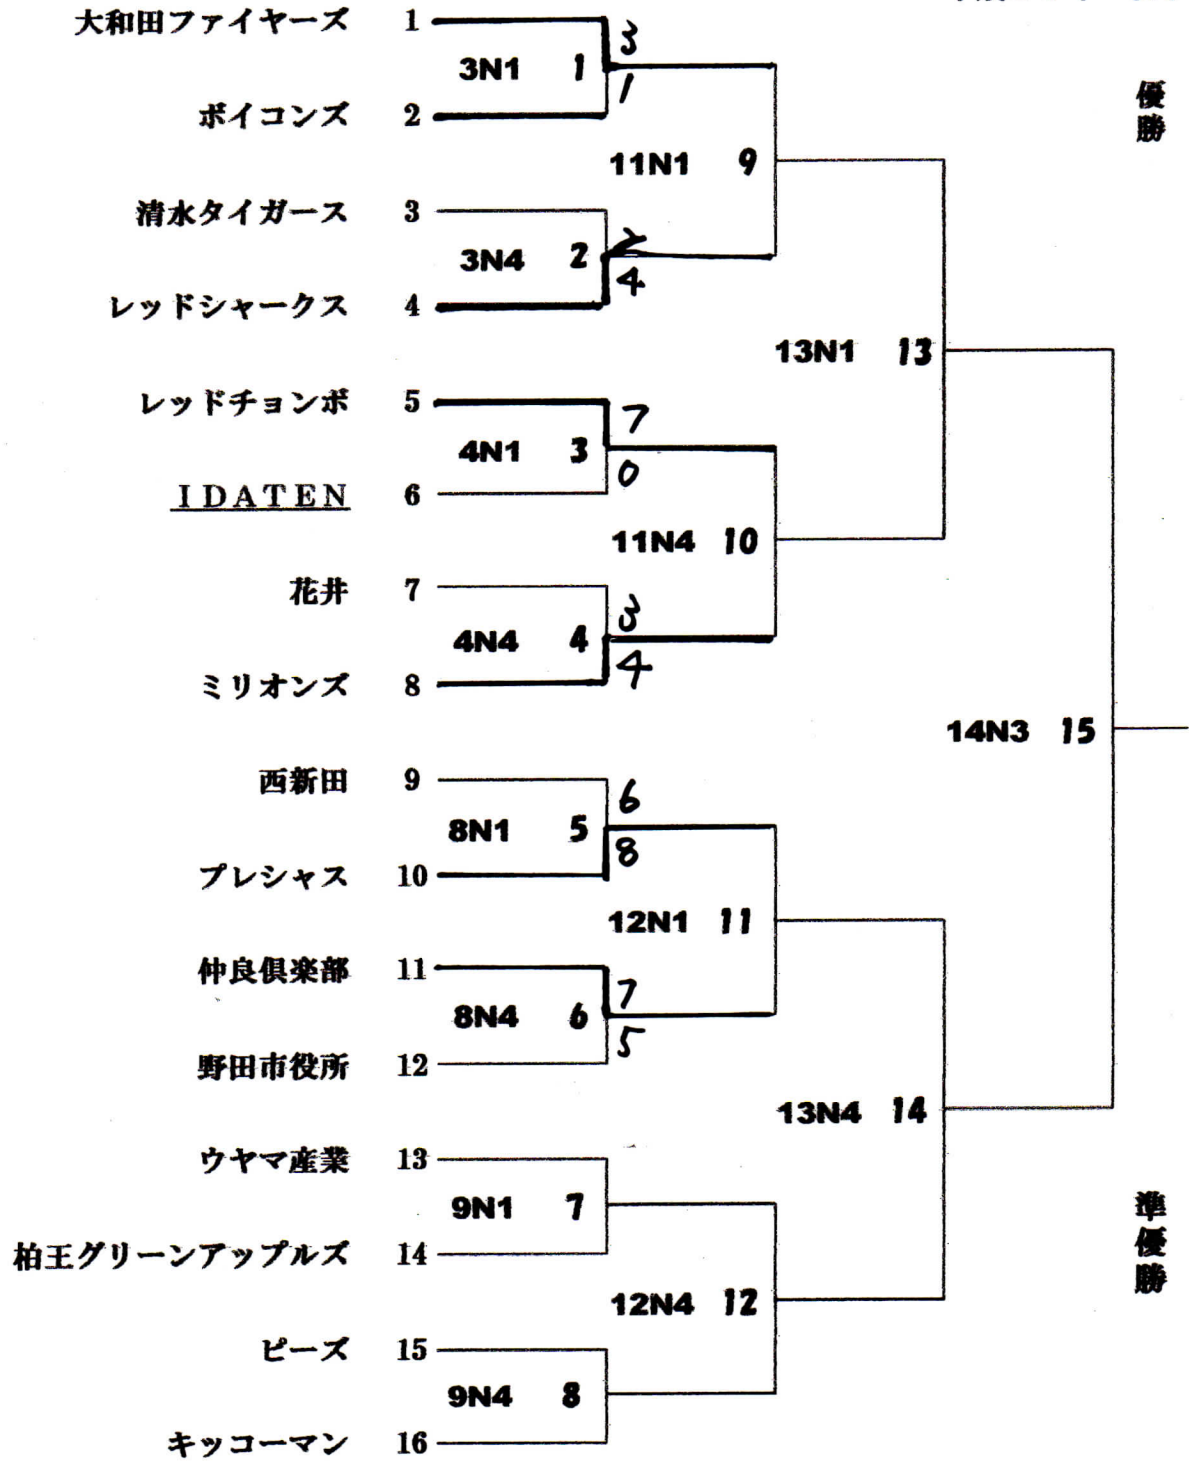 大和田ファイヤーズ 1
3
3N1 1
1
ボイコンズ 2
11N1 9
清水タイガース 3
2
3N4 2
4
レッドシャークス 4
13N1 13
レッドチョンボ 5
7
4N1 3
0
IDATEN 6
11N4 10
花井 7
3
4N4 4
4
ミリオンズ 8
14N3 15
西新田 9
6
8N1 5
8
プレシャス 10
12N1 11
仲良倶楽部 11
7
8N4 6
5
野田市役所 12
13N4 14
ウヤマ産業 13
9N1 7
柏王グリーンアップルズ 14
12N4 12
ピーズ 15
9N4 8
キッコーマン 16
優勝
準優勝